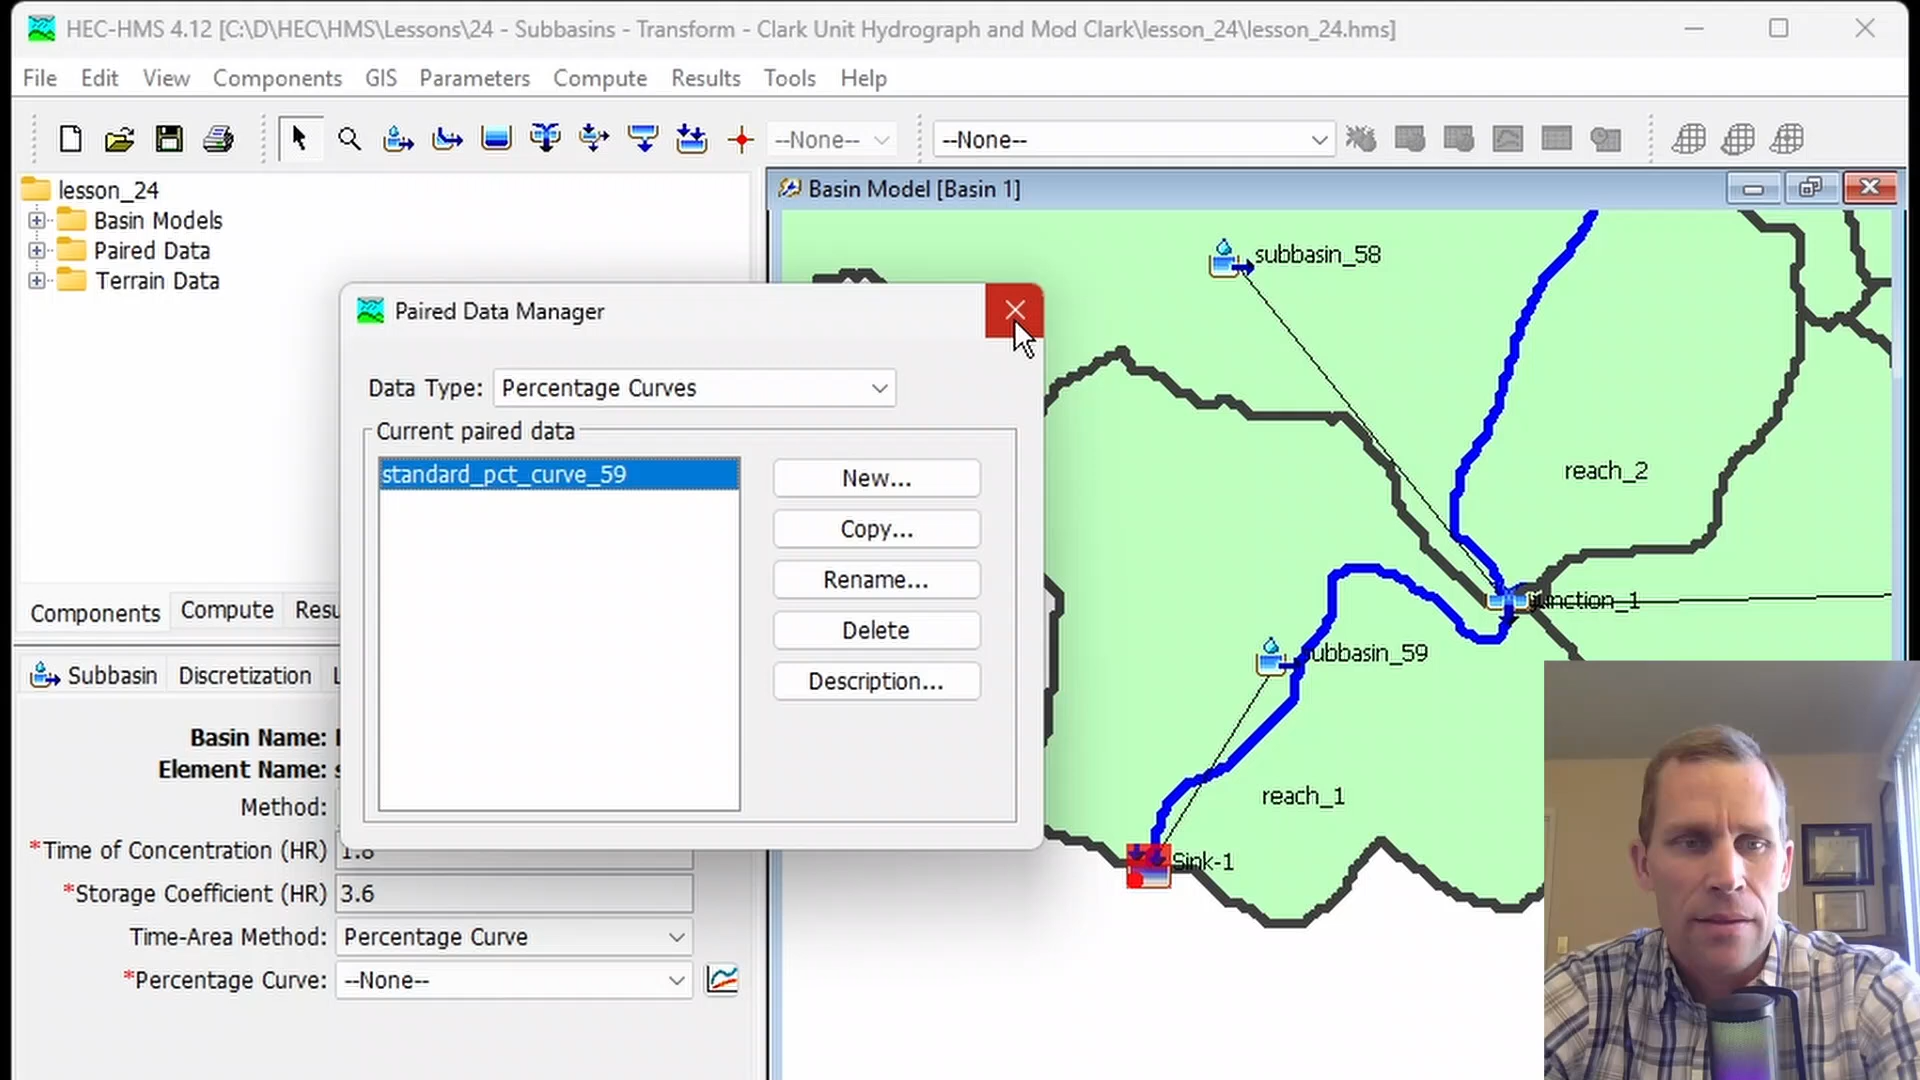 HEC-HMS 4.12 [C:\D\HEC\HMS\Lessons\24 - Subbasins - Transform - Clark Unit Hydrograph and Mod Clark\lesson_24\lesson_24.hms]
File Edit View Components GIS Parameters Compute Results Tools Help
--None-- --None--
lesson_24
Basin Models
Paired Data
Terrain Data
Components Compute Resu
Subbasin Discretization L
Basin Name:
Element Name: s
Method:
*Time of Concentration (HR) 1.8
*Storage Coefficient (HR) 3.6
Time-Area Method: Percentage Curve
*Percentage Curve: --None--
Paired Data Manager
Data Type: Percentage Curves
Current paired data
standard_pct_curve_59
New...
Copy...
Rename...
Delete
Description...
Basin Model [Basin 1]
subbasin_58
reach_2
junction_1
subbasin_59
reach_1
Sink-1